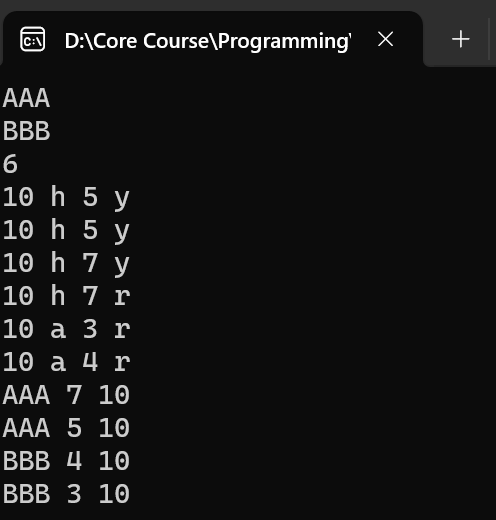 D:\Core Course\Programming\
AAA
BBB
6
10 h 5 y
10 h 5 y
10 h 7 y
10 h 7 r
10 a 3 r
10 a 4 r
AAA 7 10
AAA 5 10
BBB 4 10
BBB 3 10